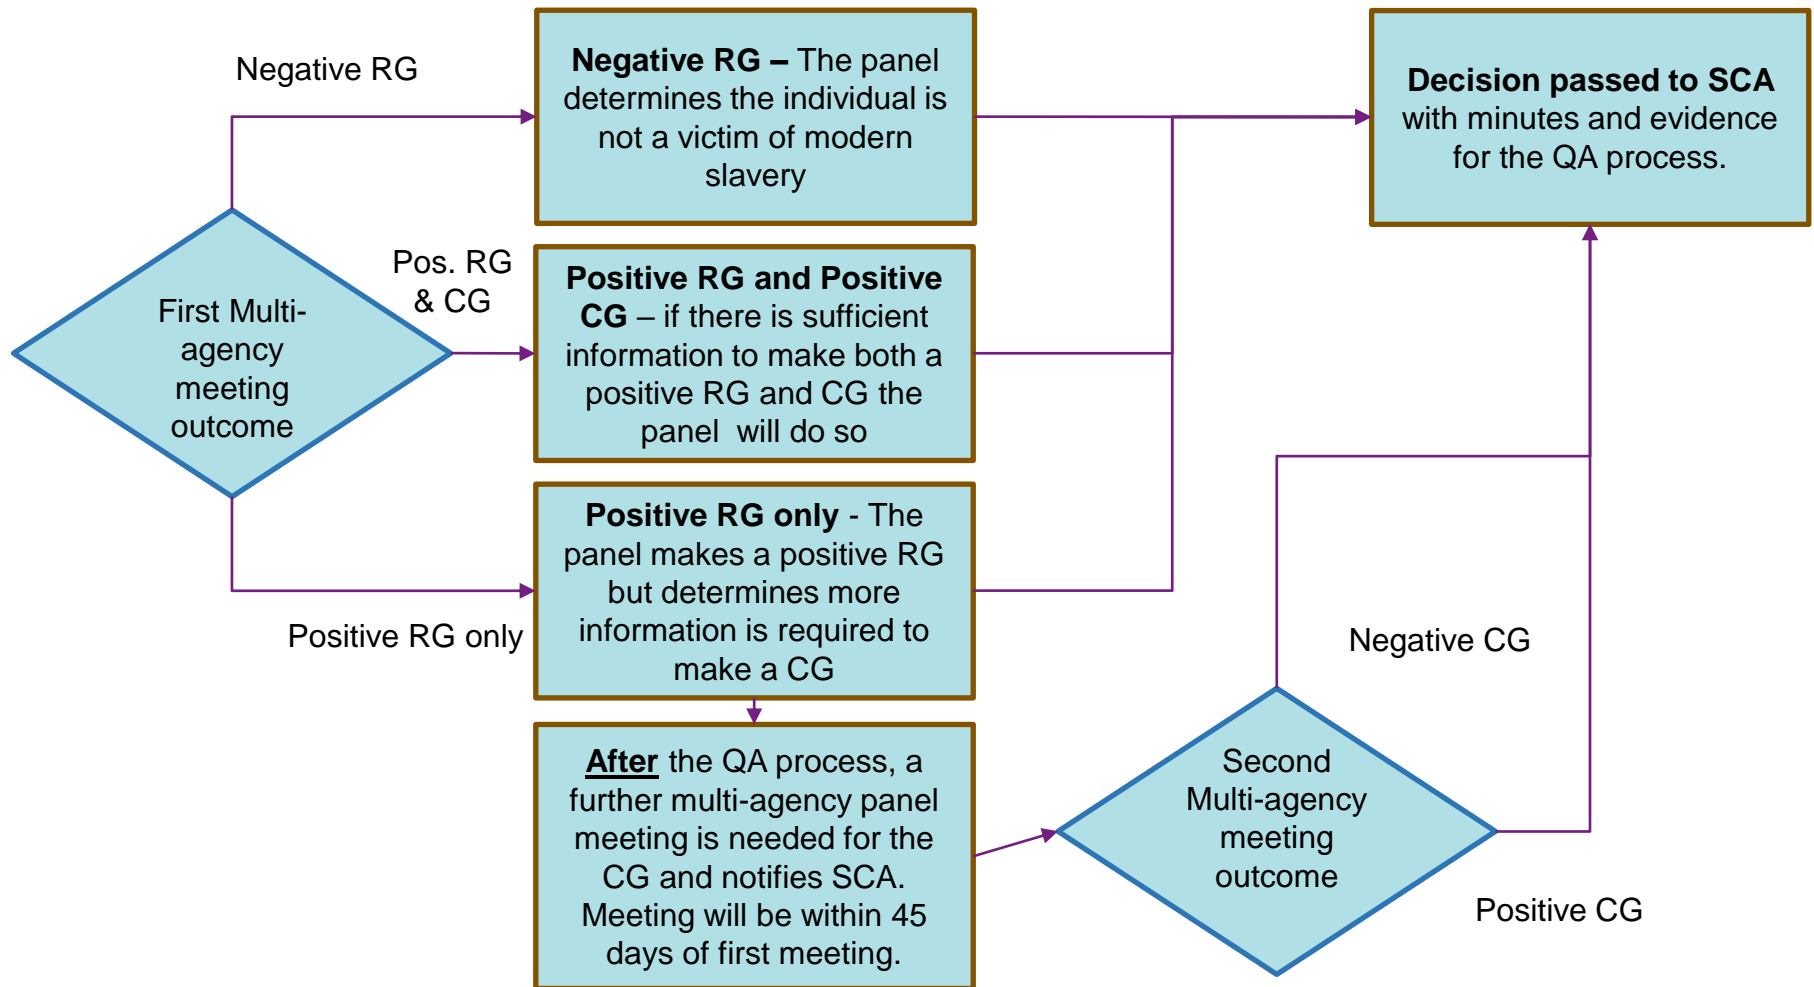 Negative RG
Negative RG – The panel
determines the individual is
not a victim of modern
slavery
Decision passed to SCA
with minutes and evidence
for the QA process.
First Multi-
agency
meeting
outcome
Pos. RG
& CG
Positive RG and Positive
CG – if there is sufficient
information to make both a
positive RG and CG the
panel  will do so
Positive RG only
Positive RG only - The
panel makes a positive RG
but determines more
information is required to
make a CG
After the QA process, a
further multi-agency panel
meeting is needed for the
CG and notifies SCA.
Meeting will be within 45
days of first meeting.
Second
Multi-agency
meeting
outcome
Negative CG
Positive CG